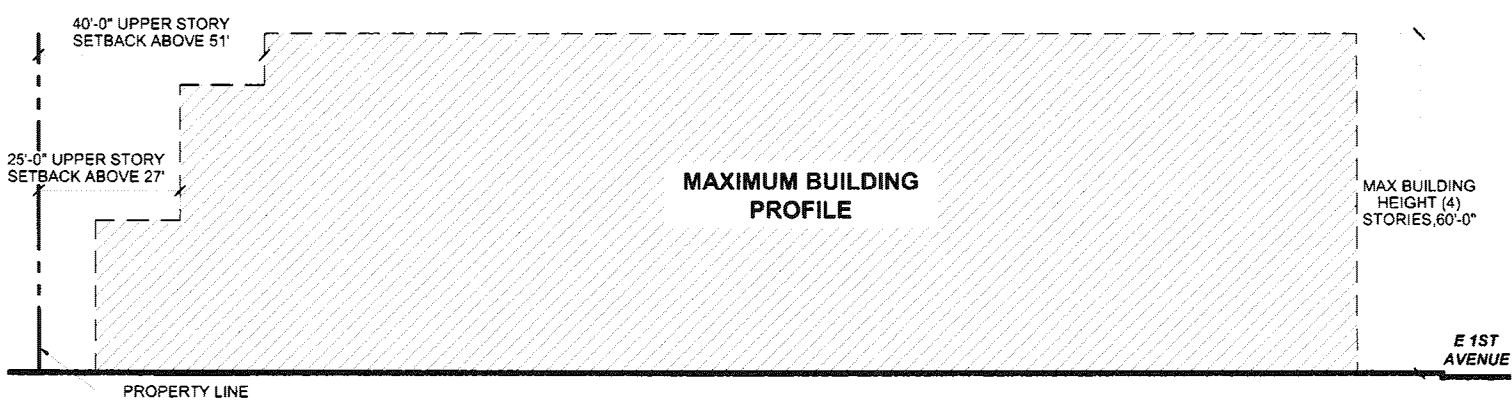 40'-0" UPPER STORY
SETBACK ABOVE 51'
25'-0" UPPER STORY
SETBACK ABOVE 27'
MAXIMUM BUILDING
PROFILE
MAX BUILDING
HEIGHT (4)
STORIES,60'-0"
E 1ST
AVENUE
PROPERTY LINE